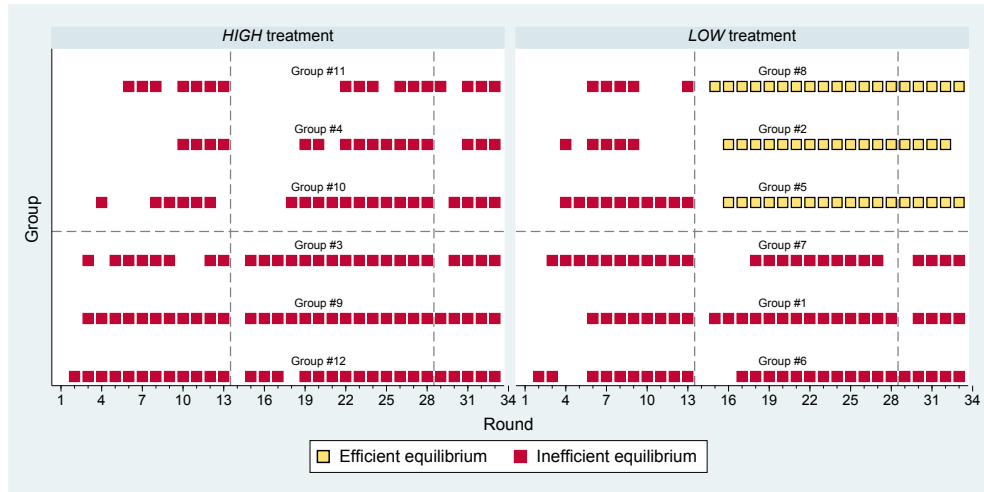 HIGH treatment
LOW treatment
Group #11
Group #8
Group #4
Group #2
Group #10
Group #5
Group
Group #3
Group #7
Group #9
Group #1
Group #12
Group #6
1 4 7 10 13 16 19 22 25 28 31 34
1 4 7 10 13 16 19 22 25 28 31 34
Round
Efficient equilibrium
Inefficient equilibrium